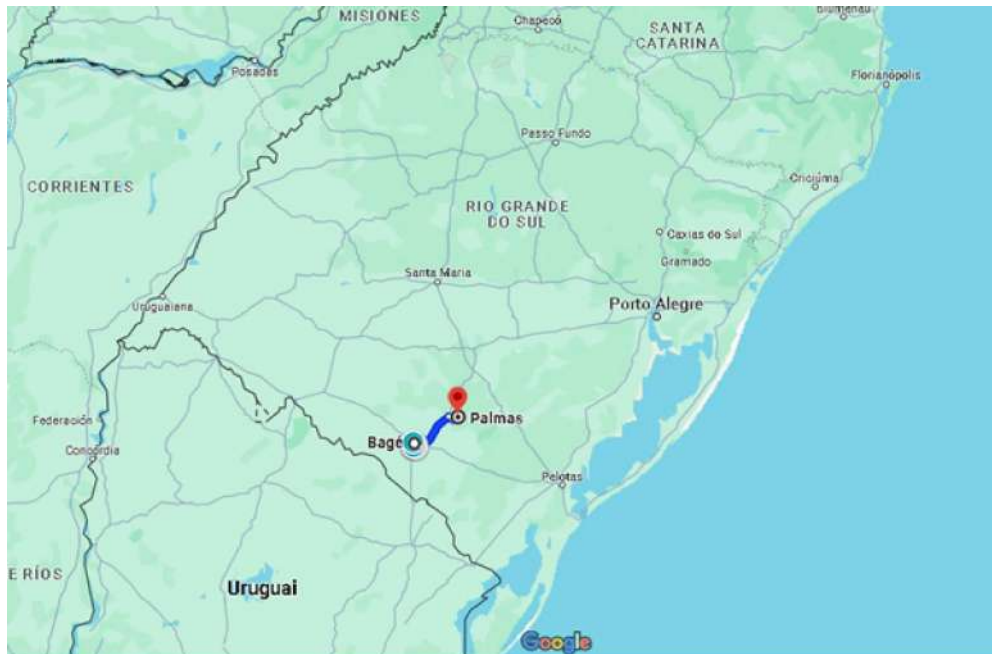 MISIONES
Chapecó
Blumenau
SANTA
CATARINA
Posadas
Florianópolis
Passo Fundo
CORRIENTES
Criciúma
RIO GRANDE
DO SUL
Caxias do Sul
Gramado
Santa Maria
Uruguaiana
Porto Alegre
Federación
Palmas
Bagé
Concordia
Pelotas
E RÍOS
Uruguai
Google